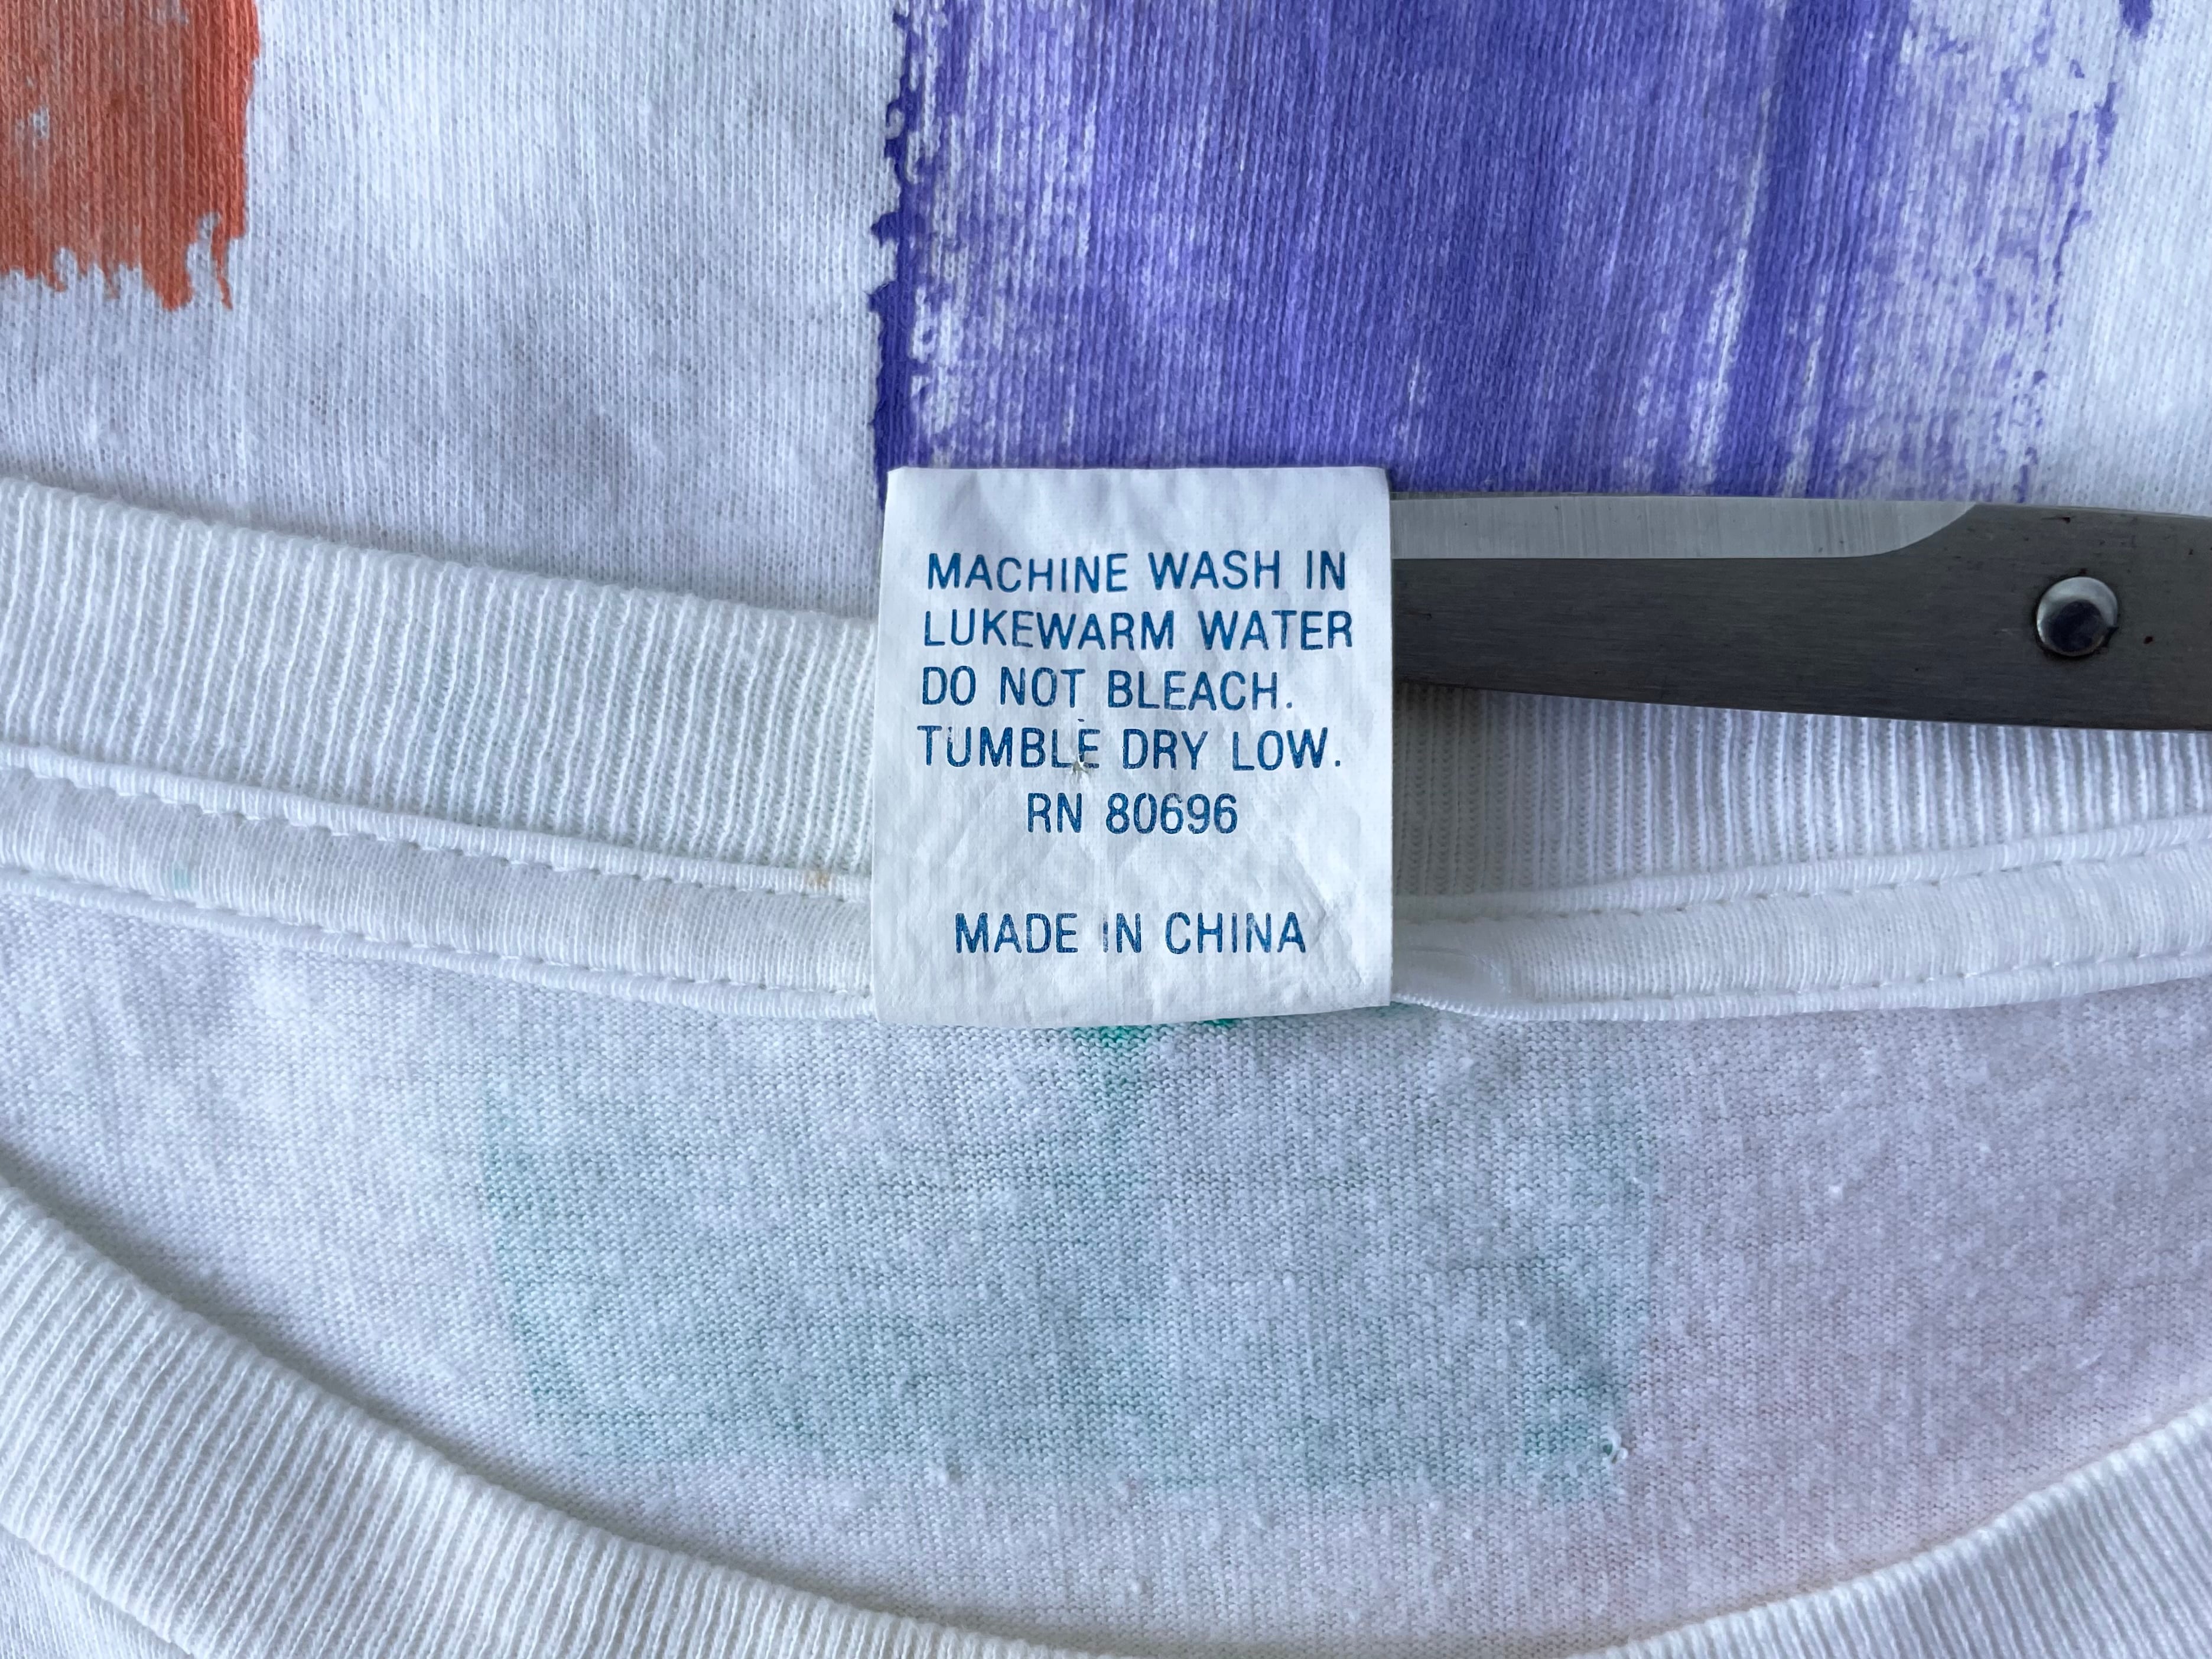 MACHINE WASH IN
LUKEWARM WATER
DO NOT BLEACH.
TUMBLE DRY LOW.
RN 80696
MADE IN CHINA